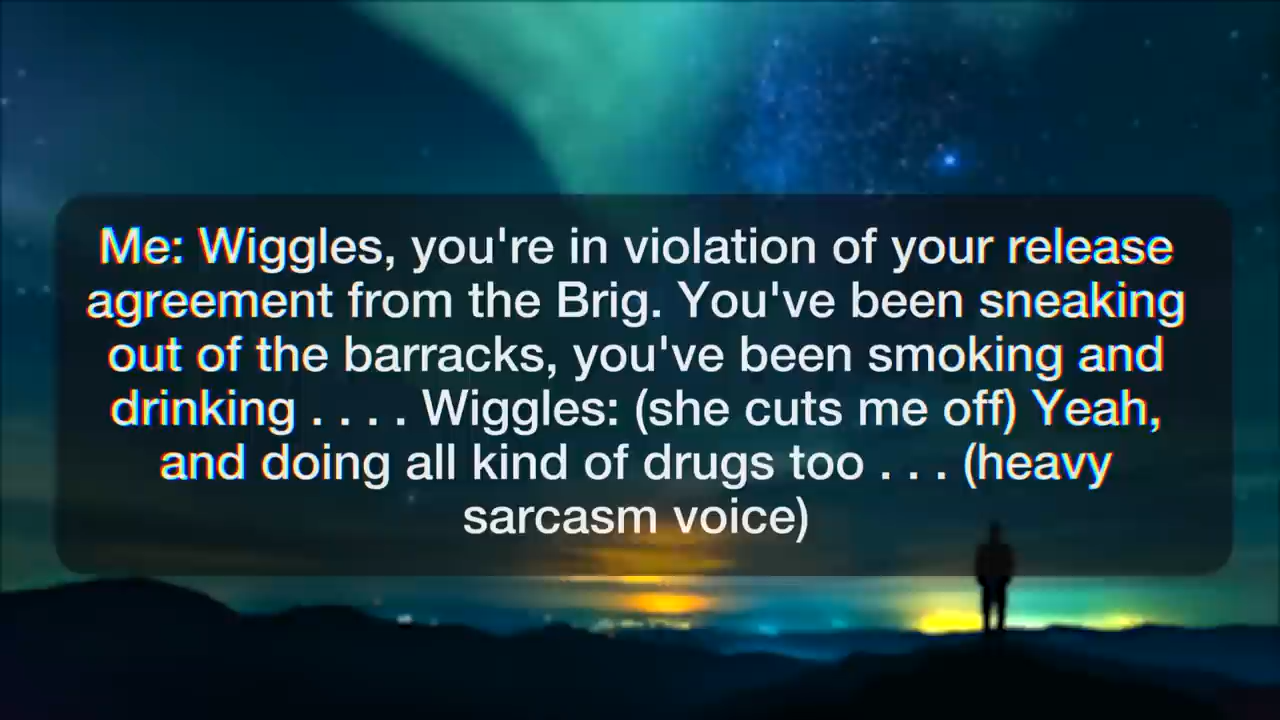 Me: Wiggles, you're in violation of your release
agreement from the Brig. You've been sneaking
out of the barracks, you've been smoking and
drinking . . . . Wiggles: (she cuts me off) Yeah,
and doing all kind of drugs too . . . (heavy
sarcasm voice)